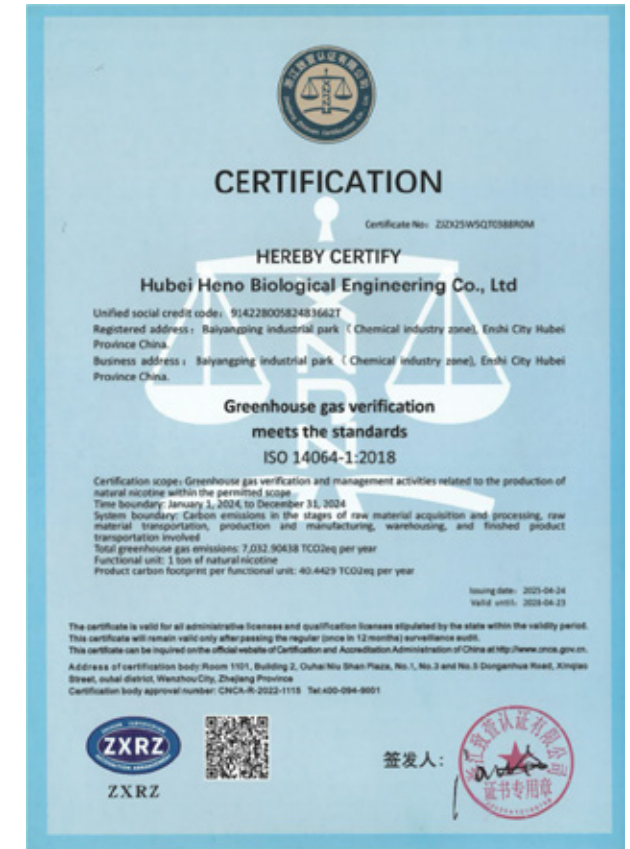 浙江致萱认证有限公司
CERTIFICATION
Certificate No： ZJZX25WSQT0388R0M
HEREBY CERTIFY
Hubei Heno Biological Engineering Co., Ltd
Unified social credit code：91422800582483662T
Registered address：Baiyangping industrial park（Chemical industry zone), Enshi City Hubei
Province China.
Business address：Baiyangping industrial park（Chemical industry zone), Enshi City Hubei
Province China.
Greenhouse gas verification
meets the standards
ISO 14064-1:2018
Certification scope：Greenhouse gas verification and management activities related to the production of
natural nicotine within the permitted scope
Time boundary: January 1, 2024, to December 31, 2024
System boundary: Carbon emissions in the stages of raw material acquisition and processing, raw
material transportation, production and manufacturing, warehousing, and finished product
transportation involved
Total greenhouse gas emissions: 7,032.90438 TCO2eq per year
Functional unit: 1 ton of natural nicotine
Product carbon footprint per functional unit: 40.4429 TCO2eq per year
Issuing date： 2025-04-24
Valid until： 2028-04-23
The certificate is valid for all administrative licenses and qualification licenses stipulated by the state within the validity period.
This certificate will remain valid only after passing the regular (once in 12 months) surveillance audit.
This certificate can be inquired on the official website of Certification and Accreditation Administration of China at http://www.cnca.gov.cn.
Address of certification body:Room 1101, Building 2, Ouhai Niu Shan Plaza, No.1, No.3 and No.5 Donganhua Road, Xinqiao
Street, ouhai district, Wenzhou City, Zhejiang Province
Certification body approval number: CNCA-R-2022-1115 Tel:400-094-9001
ZXRZ
ZXRZ
签发人：
证书专用章